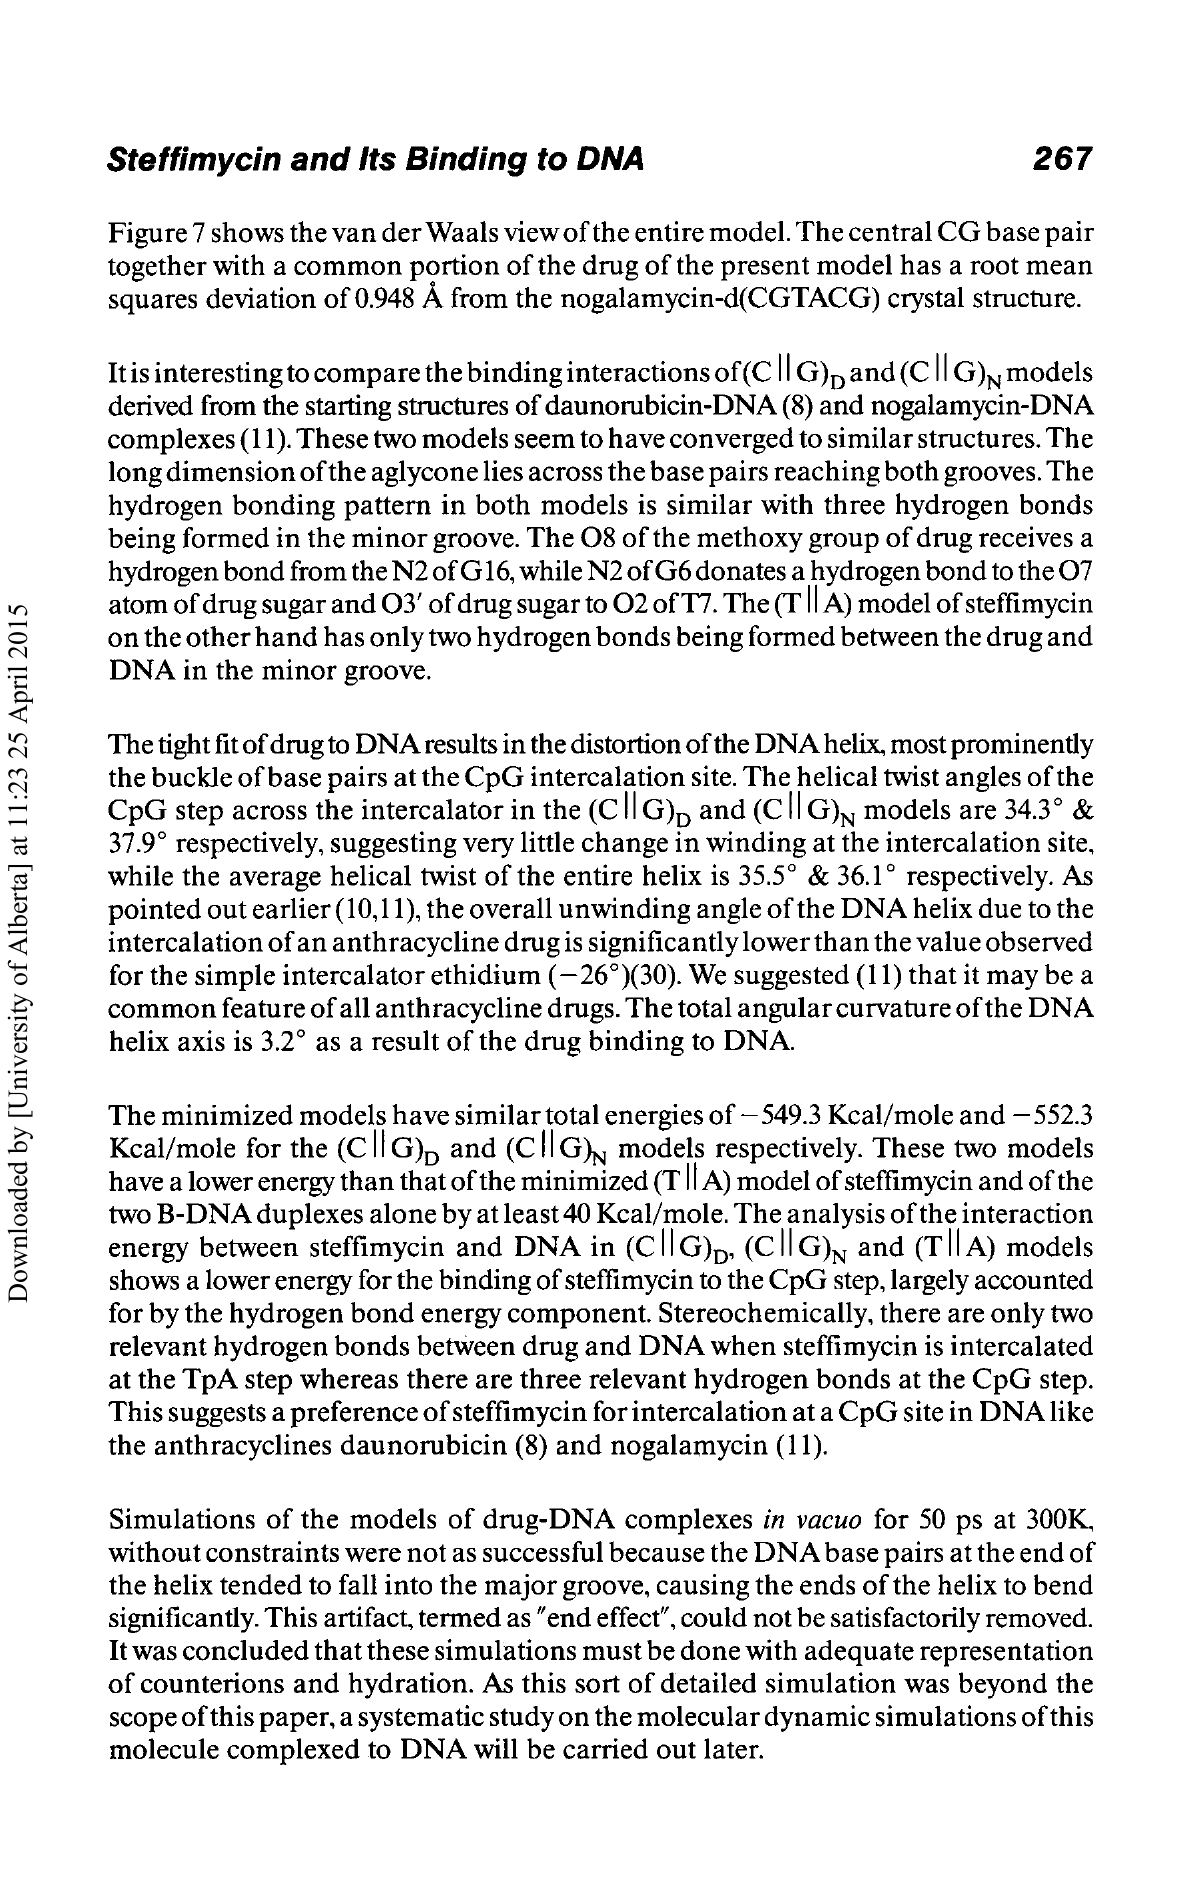 Steffimycin and Its Binding to DNA 267
Figure 7 shows the van der Waals view of the entire model. The central CG base pair
together with a common portion of the drug of the present model has a root mean
squares deviation of 0.948 Å from the nogalamycin-d(CGTACG) crystal structure.
It is interesting to compare the binding interactions of (C||G)D and (C||G)N models
derived from the starting structures of daunorubicin-DNA (8) and nogalamycin-DNA
complexes (11). These two models seem to have converged to similar structures. The
long dimension of the aglycone lies across the base pairs reaching both grooves. The
hydrogen bonding pattern in both models is similar with three hydrogen bonds
being formed in the minor groove. The O8 of the methoxy group of drug receives a
hydrogen bond from the N2 of G16, while N2 of G6 donates a hydrogen bond to the O7
atom of drug sugar and O3' of drug sugar to O2 of T7. The (T||A) model of steffimycin
on the other hand has only two hydrogen bonds being formed between the drug and
DNA in the minor groove.
The tight fit of drug to DNA results in the distortion of the DNA helix, most prominently
the buckle of base pairs at the CpG intercalation site. The helical twist angles of the
CpG step across the intercalator in the (C||G)D and (C||G)N models are 34.3° &
37.9° respectively, suggesting very little change in winding at the intercalation site,
while the average helical twist of the entire helix is 35.5° & 36.1° respectively. As
pointed out earlier (10,11), the overall unwinding angle of the DNA helix due to the
intercalation of an anthracycline drug is significantly lower than the value observed
for the simple intercalator ethidium (−26°)(30). We suggested (11) that it may be a
common feature of all anthracycline drugs. The total angular curvature of the DNA
helix axis is 3.2° as a result of the drug binding to DNA.
The minimized models have similar total energies of −549.3 Kcal/mole and −552.3
Kcal/mole for the (C||G)D and (C||G)N models respectively. These two models
have a lower energy than that of the minimized (T||A) model of steffimycin and of the
two B-DNA duplexes alone by at least 40 Kcal/mole. The analysis of the interaction
energy between steffimycin and DNA in (C||G)D, (C||G)N and (T||A) models
shows a lower energy for the binding of steffimycin to the CpG step, largely accounted
for by the hydrogen bond energy component. Stereochemically, there are only two
relevant hydrogen bonds between drug and DNA when steffimycin is intercalated
at the TpA step whereas there are three relevant hydrogen bonds at the CpG step.
This suggests a preference of steffimycin for intercalation at a CpG site in DNA like
the anthracyclines daunorubicin (8) and nogalamycin (11).
Simulations of the models of drug-DNA complexes in vacuo for 50 ps at 300K,
without constraints were not as successful because the DNA base pairs at the end of
the helix tended to fall into the major groove, causing the ends of the helix to bend
significantly. This artifact, termed as "end effect", could not be satisfactorily removed.
It was concluded that these simulations must be done with adequate representation
of counterions and hydration. As this sort of detailed simulation was beyond the
scope of this paper, a systematic study on the molecular dynamic simulations of this
molecule complexed to DNA will be carried out later.
Downloaded by [University of Alberta] at 11:23 25 April 2015